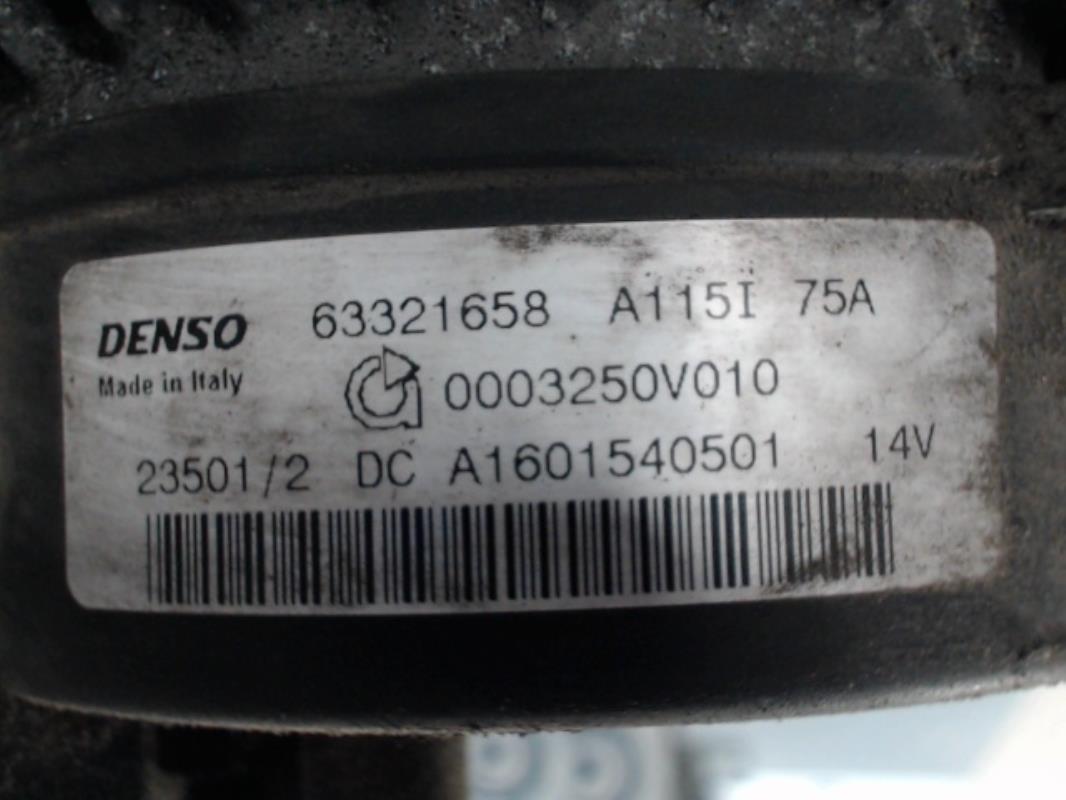 DENSO 63321658 A115I 75A
Made in Italy 0003250V010
23501/2 DC A1601540501 14V